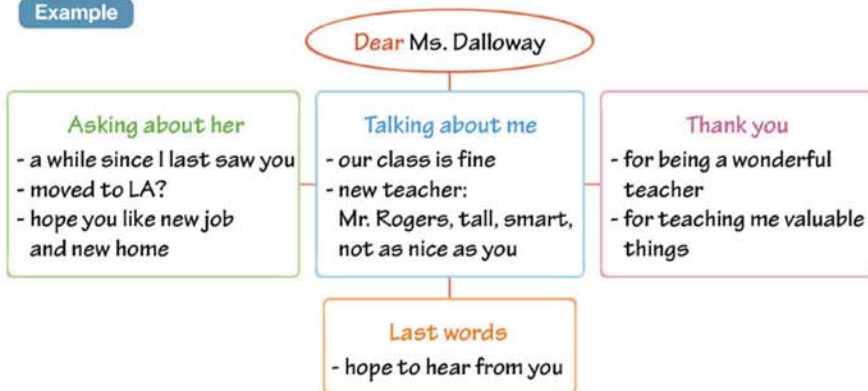 Example
Dear Ms. Dalloway
Asking about her
- a while since I last saw you
- moved to LA?
- hope you like new job
and new home
Talking about me
- our class is fine
- new teacher:
Mr. Rogers, tall, smart,
not as nice as you
Thank you
- for being a wonderful
teacher
- for teaching me valuable
things
Last words
- hope to hear from you